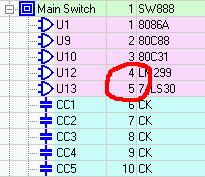 Main Switch 1 SW888
U1 1 8086A
U9 2 80C88
U10 3 80C31
U12 4 299
U13 5 LS30
CC1 6 CK
CC2 7 CK
CC3 8 CK
CC4 9 CK
CC5 10 CK